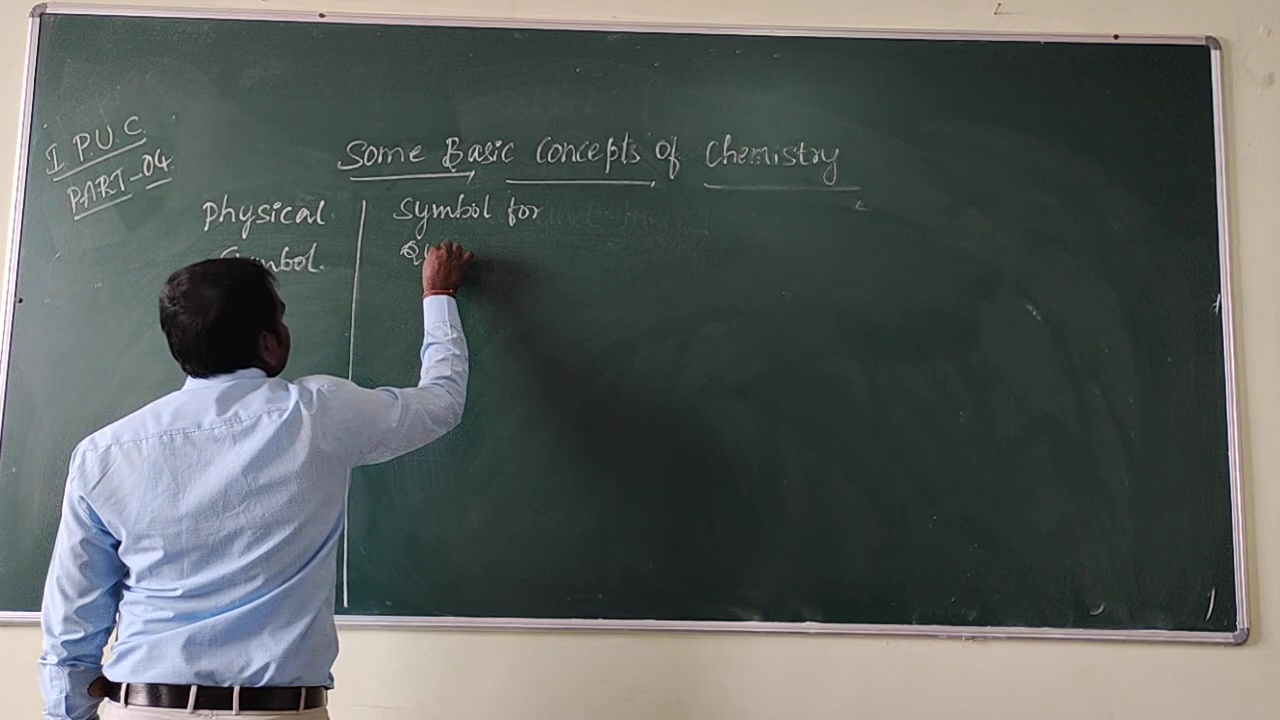 I P.U.C
PART-04
Some Basic Concepts of Chemistry
Physical
Symbol.
Symbol for